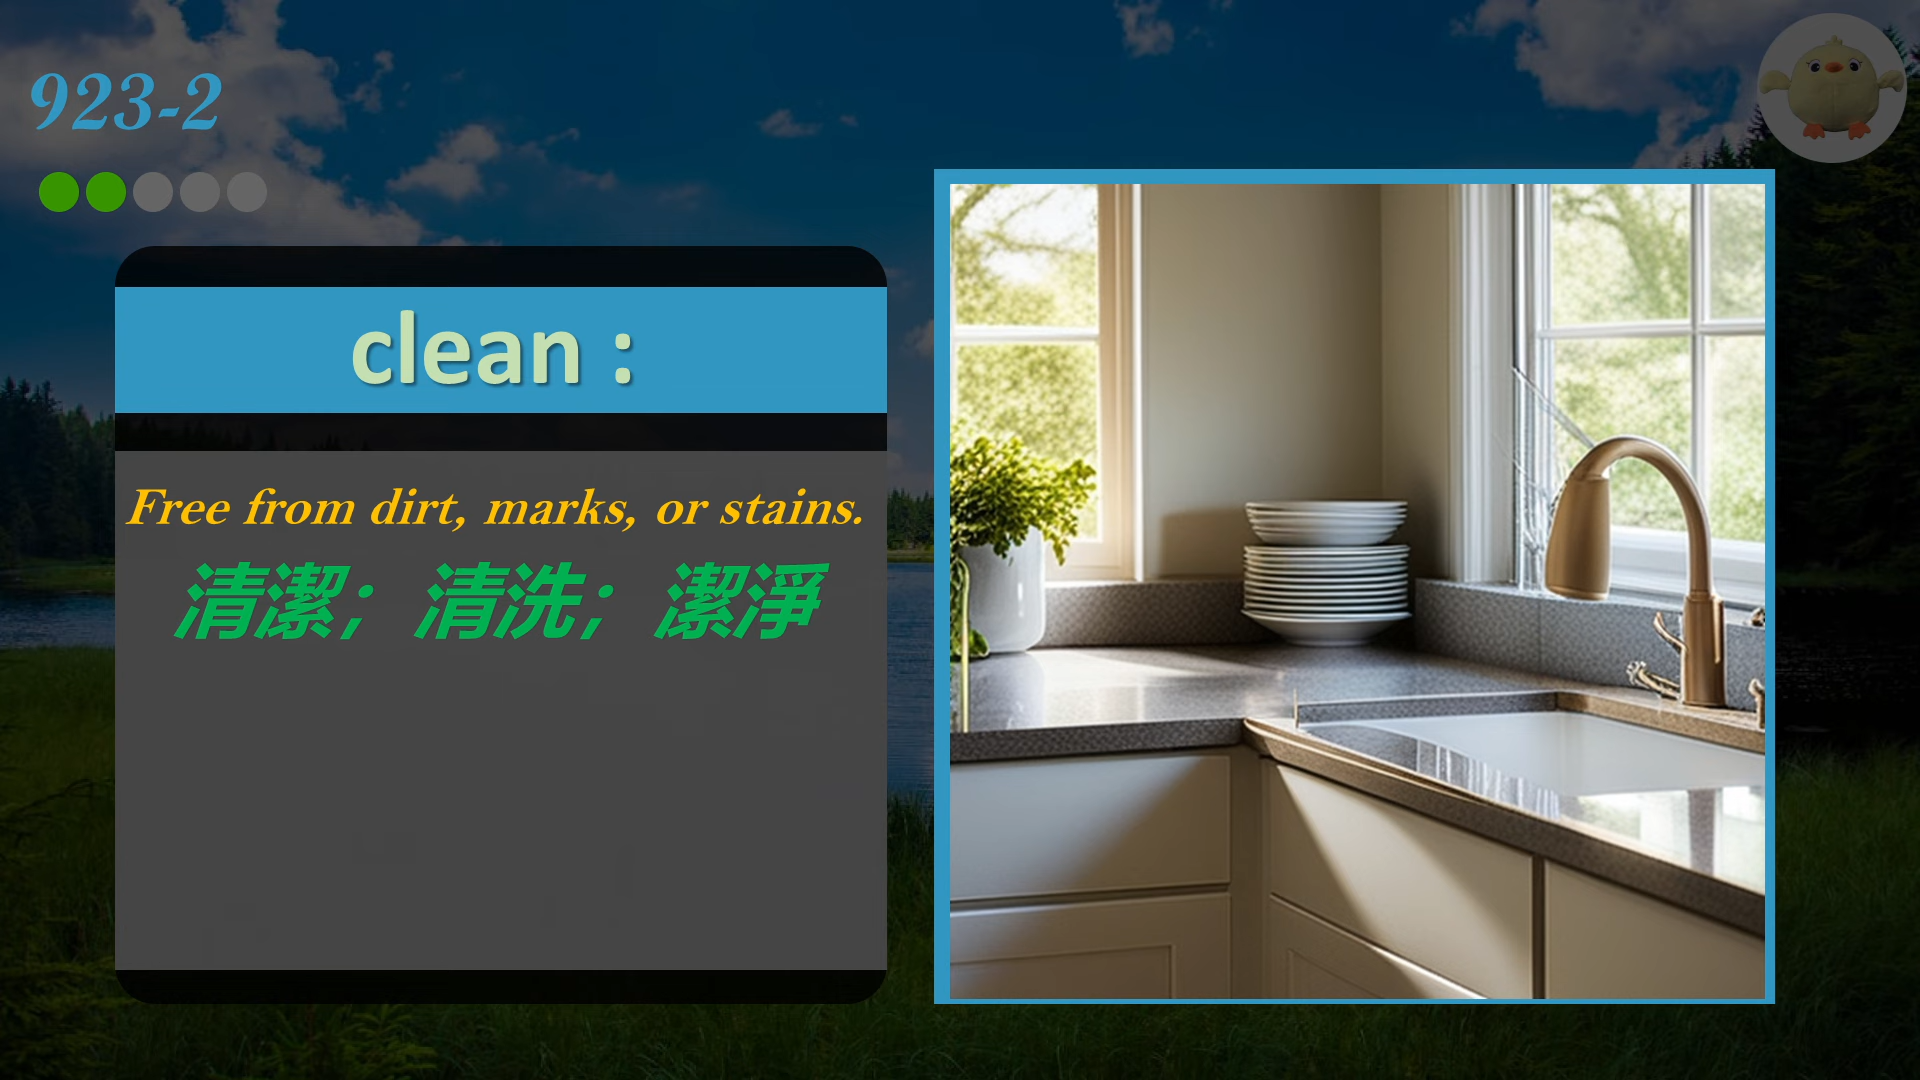 923-2
clean :
Free from dirt, marks, or stains.
清潔；清洗；潔淨